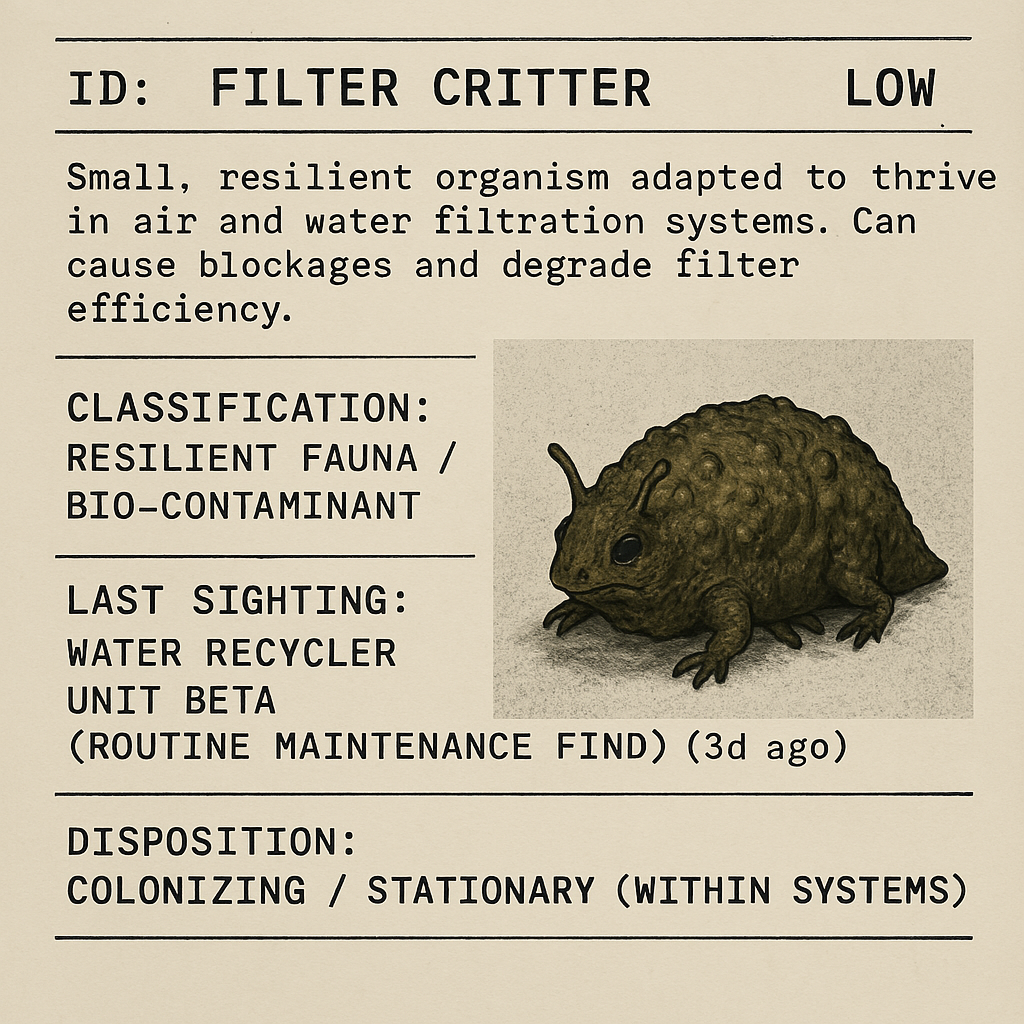 ID: FILTER CRITTER LOW
Small, resilient organism adapted to thrive
in air and water filtration systems. Can
cause blockages and degrade filter
efficiency.
CLASSIFICATION:
RESILIENT FAUNA /
BIO–CONTAMINANT
LAST SIGHTING:
WATER RECYCLER
UNIT BETA
(ROUTINE MAINTENANCE FIND) (3d ago)
DISPOSITION:
COLONIZING / STATIONARY (WITHIN SYSTEMS)